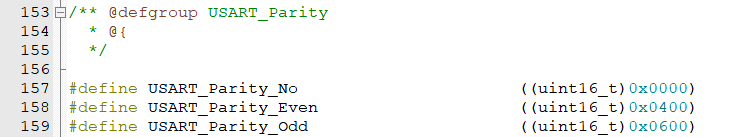 153 /** @defgroup USART_Parity
154 * @{
155 */
156
157 #define USART_Parity_No ((uint16_t)0x0000)
158 #define USART_Parity_Even ((uint16_t)0x0400)
159 #define USART_Parity_Odd ((uint16_t)0x0600)